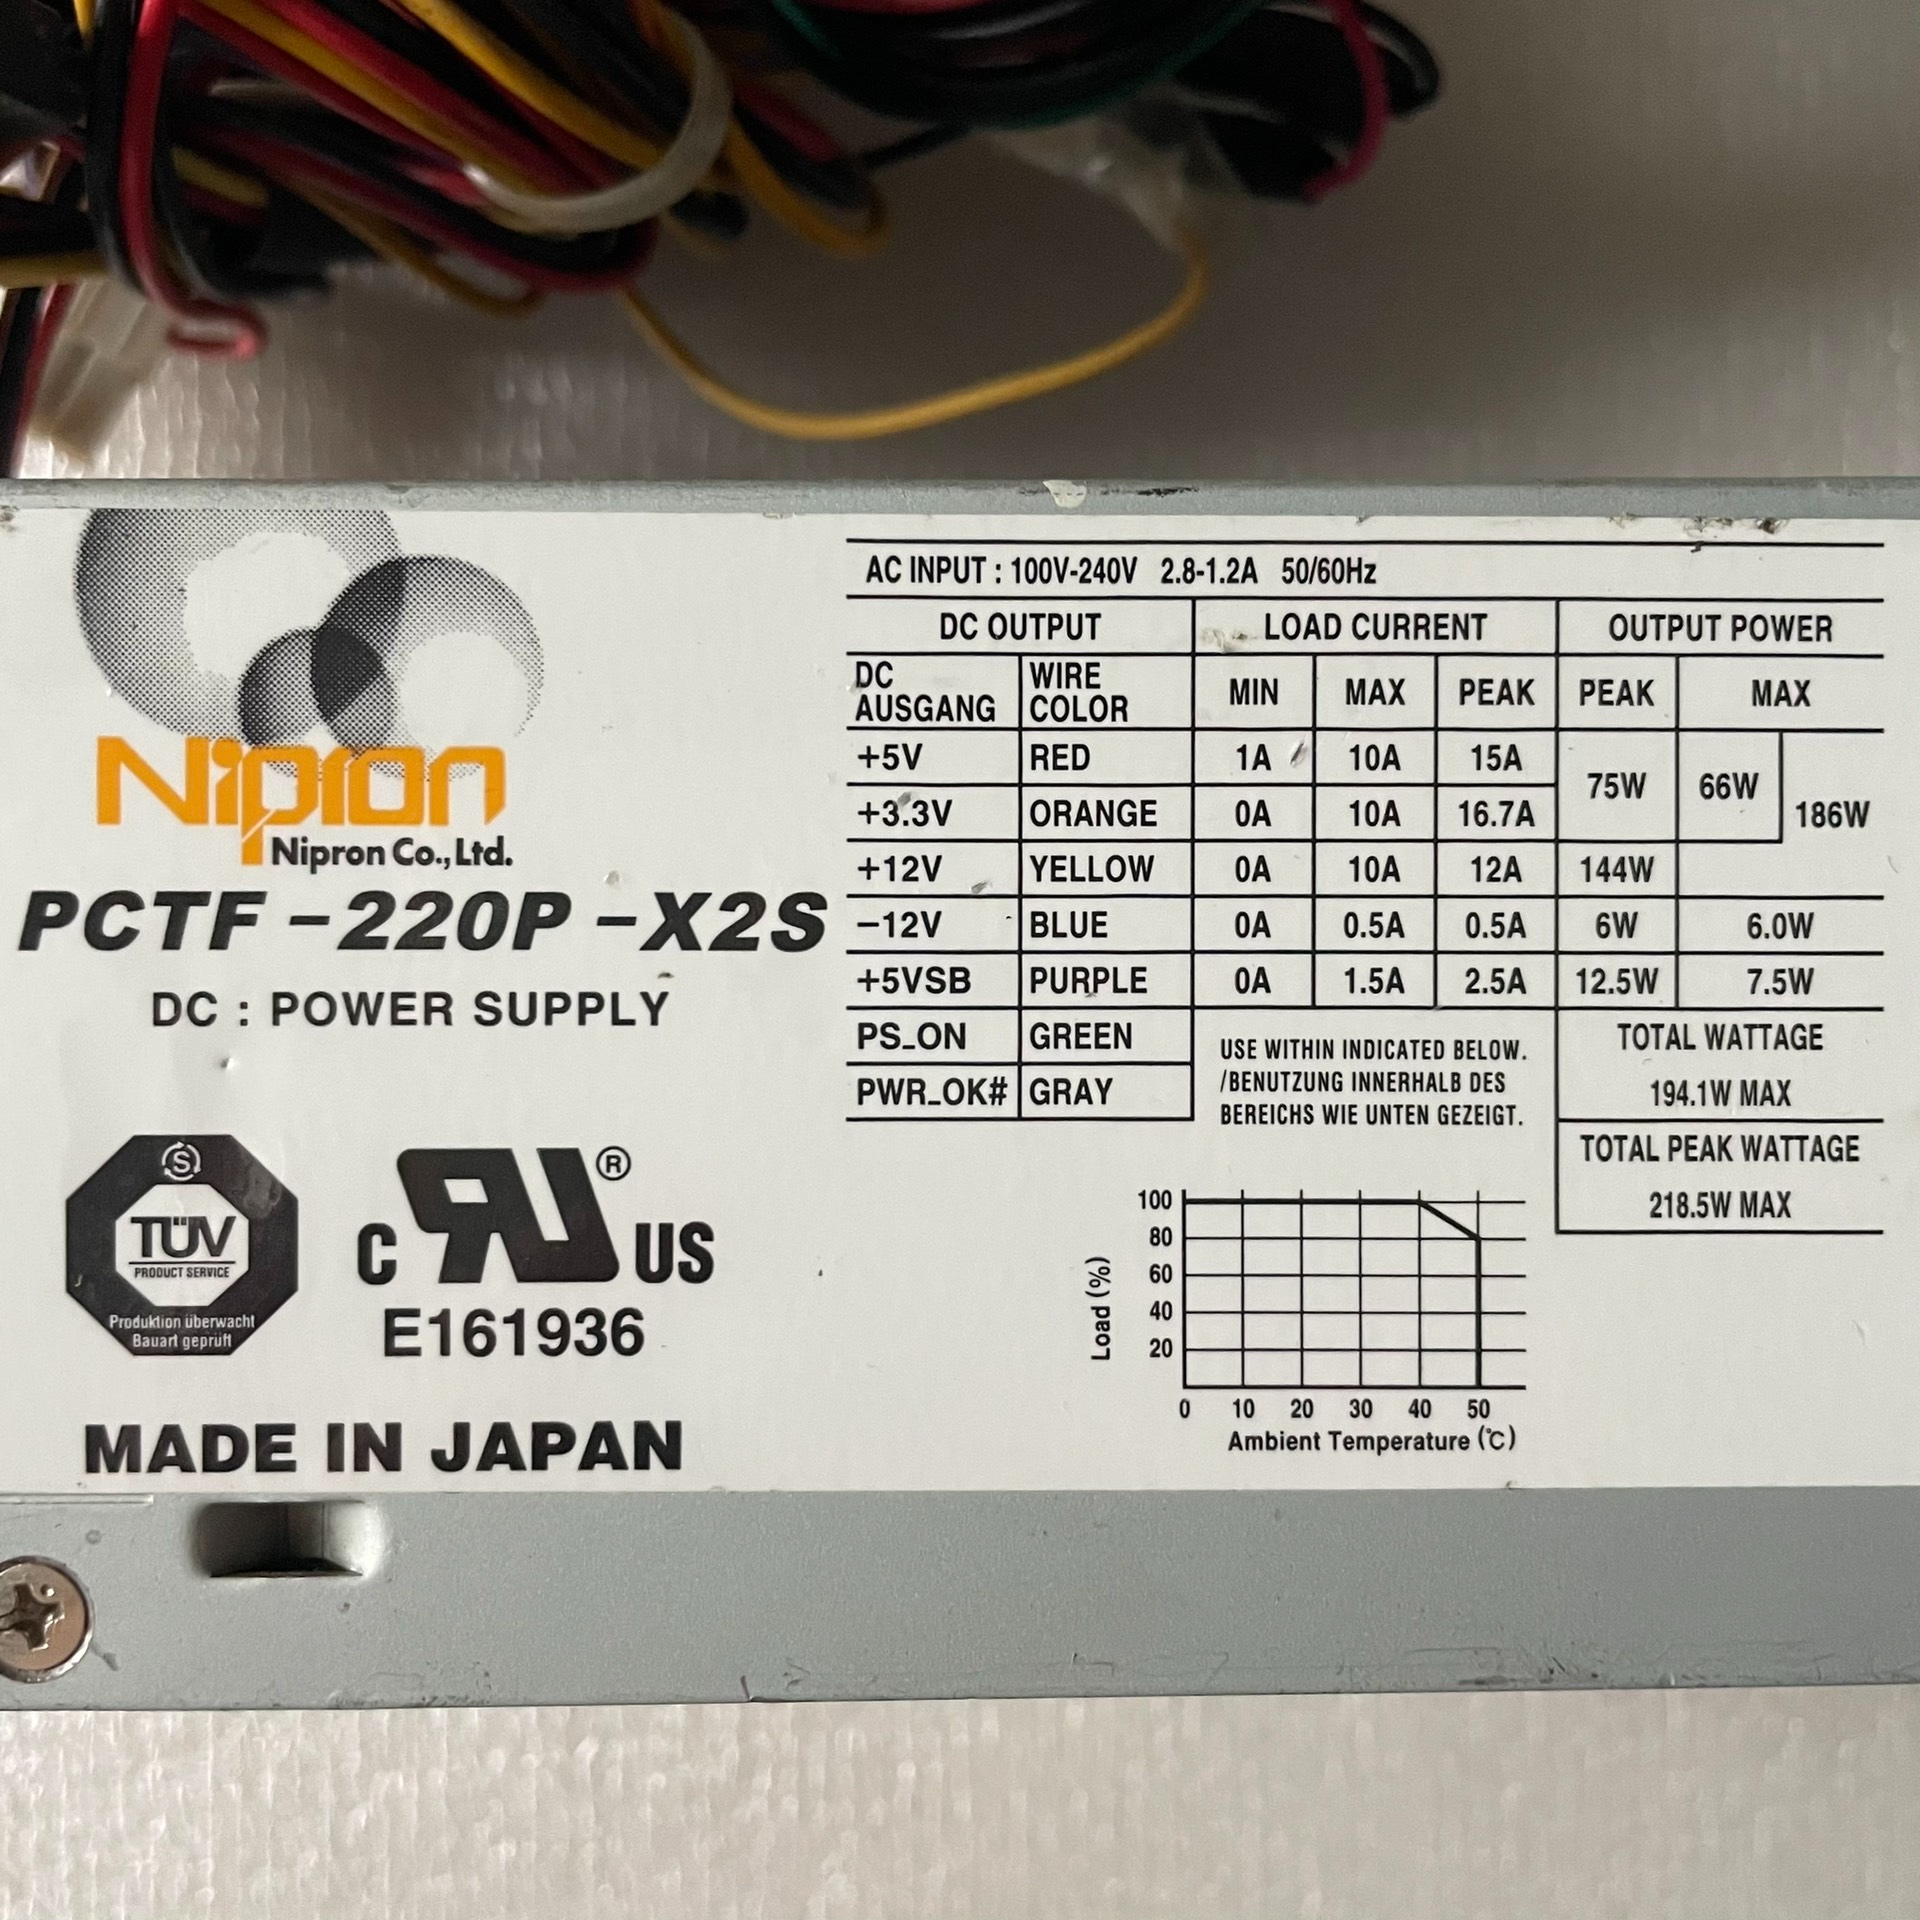 Nipron
Nipron Co.,Ltd.
PCTF-220P-X2S
DC : POWER SUPPLY
S
TÜV
PRODUCT SERVICE
Produktion überwacht
Bauart geprüft
C RU ® US
E161936
MADE IN JAPAN
AC INPUT : 100V-240V 2.8-1.2A 50/60Hz
DC OUTPUT LOAD CURRENT OUTPUT POWER
DC AUSGANG WIRE COLOR MIN MAX PEAK PEAK MAX
+5V RED 1A 10A 15A 75W 66W 186W
+3.3V ORANGE 0A 10A 16.7A
+12V YELLOW 0A 10A 12A 144W
−12V BLUE 0A 0.5A 0.5A 6W 6.0W
+5VSB PURPLE 0A 1.5A 2.5A 12.5W 7.5W
PS_ON GREEN
PWR_OK# GRAY
USE WITHIN INDICATED BELOW.
/BENUTZUNG INNERHALB DES
BEREICHS WIE UNTEN GEZEIGT.
TOTAL WATTAGE
194.1W MAX
TOTAL PEAK WATTAGE
218.5W MAX
Load (%)
100
80
60
40
20
0 10 20 30 40 50
Ambient Temperature (℃)